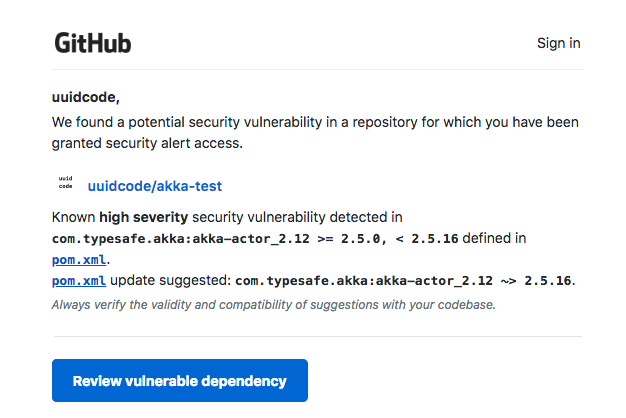 GitHub
Sign in
uuidcode,
We found a potential security vulnerability in a repository for which you have been
granted security alert access.
uuid
code
uuidcode/akka-test
Known high severity security vulnerability detected in
com.typesafe.akka:akka-actor_2.12 >= 2.5.0, < 2.5.16 defined in
pom.xml.
pom.xml update suggested: com.typesafe.akka:akka-actor_2.12 ~> 2.5.16.
Always verify the validity and compatibility of suggestions with your codebase.
Review vulnerable dependency